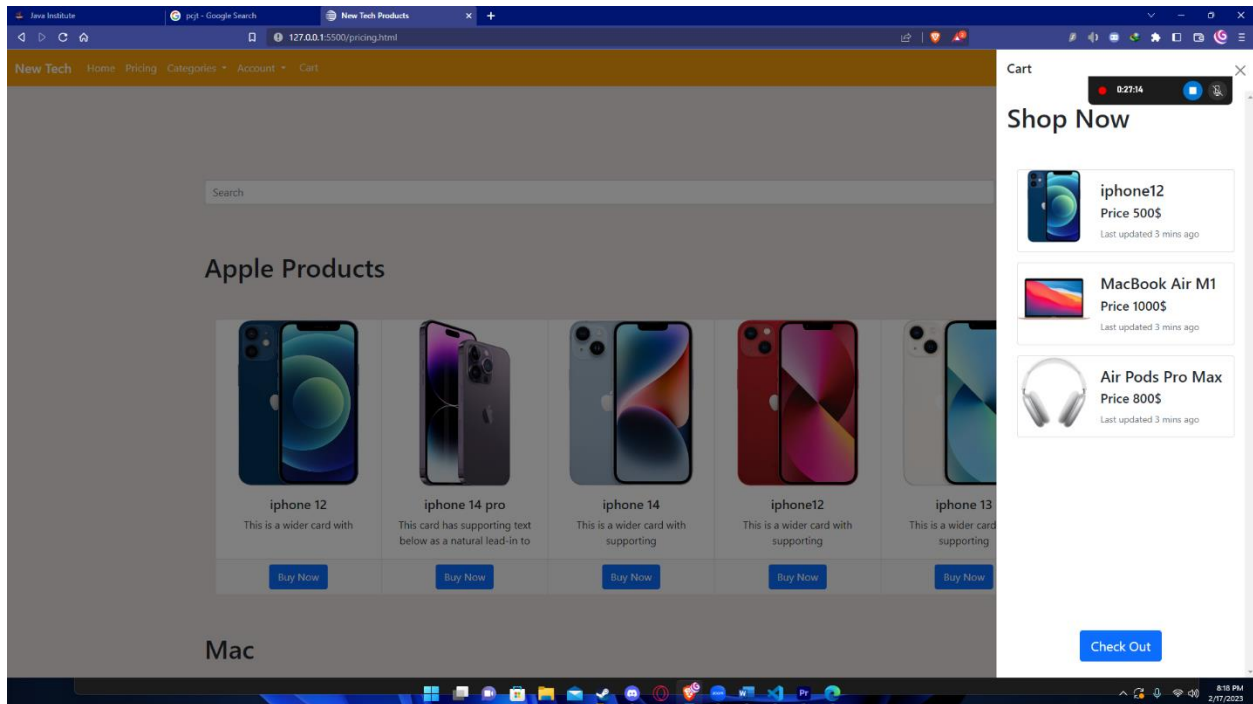 Java Institute
pcjt - Google Search
New Tech Products
127.0.0.1:5500/pricing.html
New Tech Home Pricing Categories Account Cart
Cart
0:27:14
Shop Now
Search
iphone12
Price 500$
Last updated 3 mins ago
MacBook Air M1
Price 1000$
Last updated 3 mins ago
Air Pods Pro Max
Price 800$
Last updated 3 mins ago
Apple Products
iphone 12
This is a wider card with
Buy Now
iphone 14 pro
This card has supporting text
below as a natural lead-in to
Buy Now
iphone 14
This is a wider card with
supporting
Buy Now
iphone12
This is a wider card with
supporting
Buy Now
iphone 13
This is a wider card
supporting
Buy Now
Mac
Check Out
8:18 PM
2/17/2023